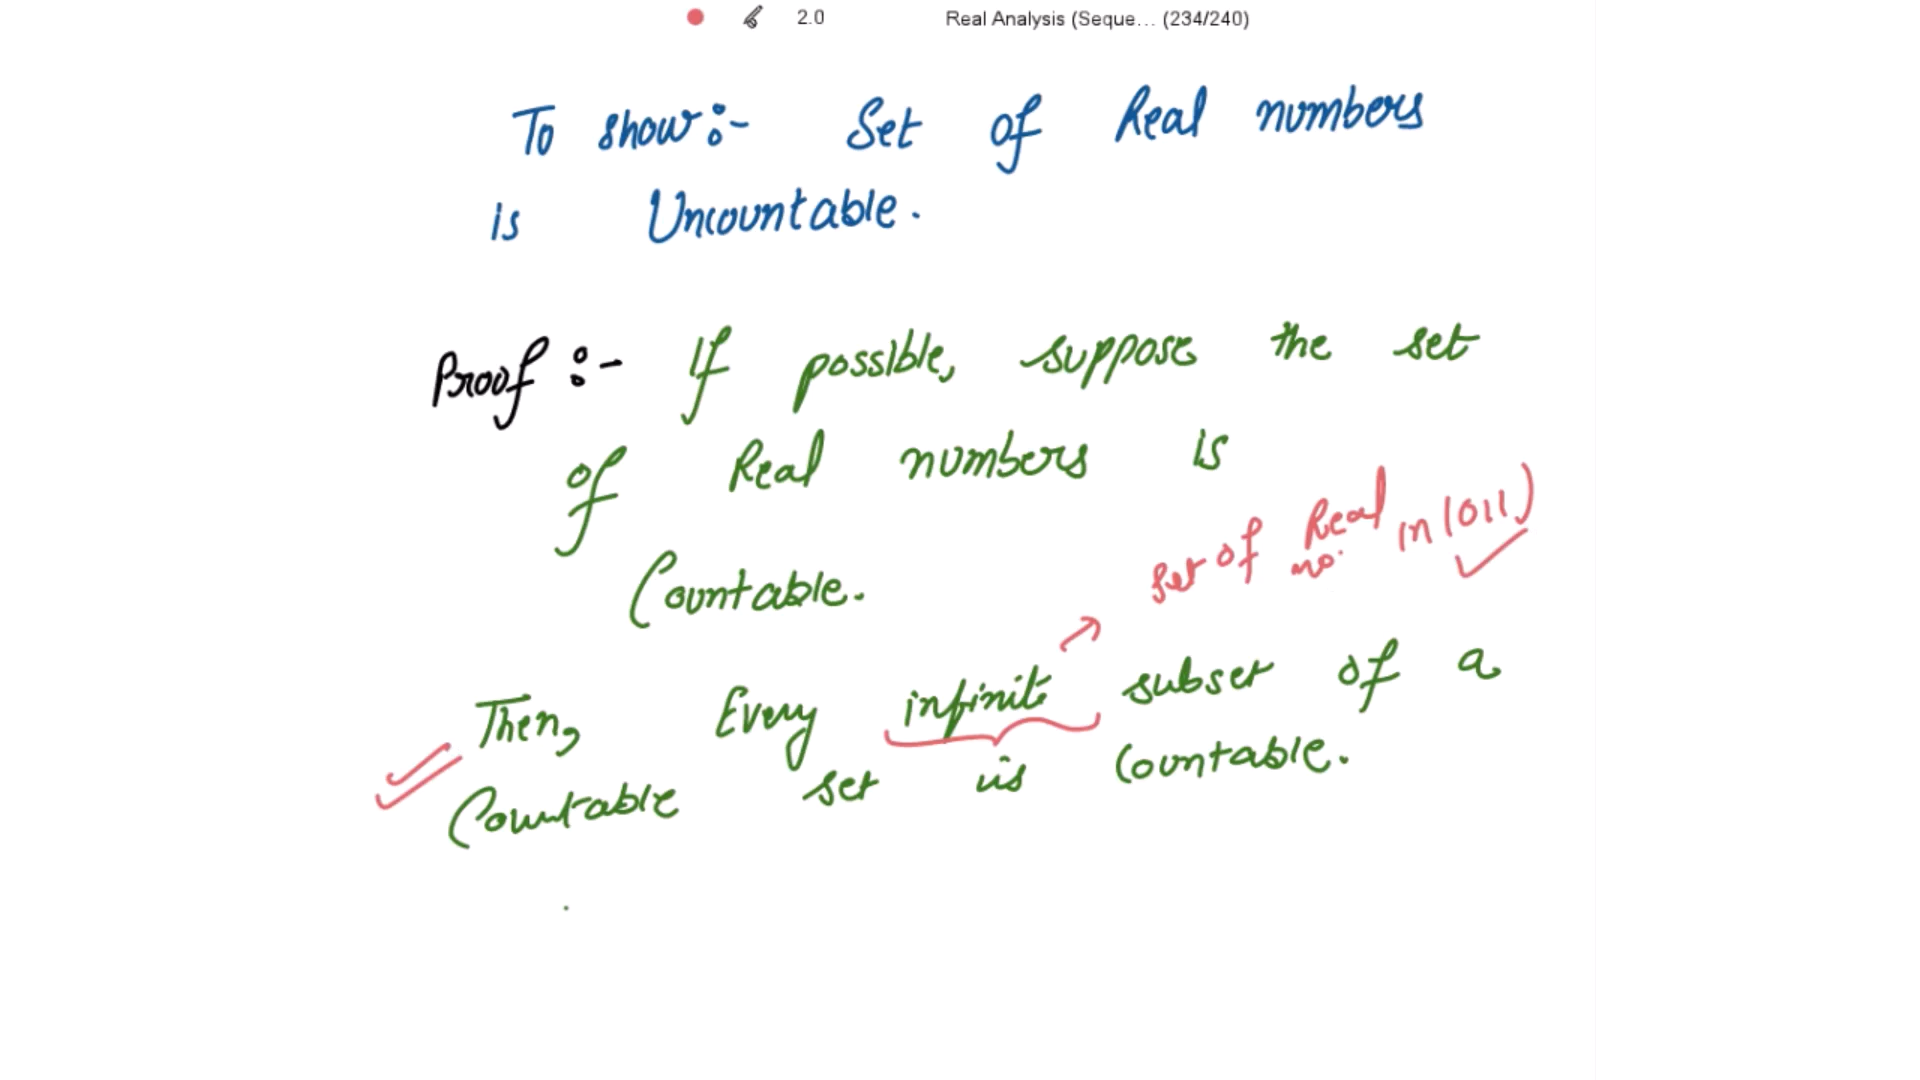 2.0 Real Analysis (Seque... (234/240)
To show:- Set of Real numbers
is Uncountable.
Proof:- If possible, suppose the set
of Real numbers is
Countable.
set of Real no. in (0,1)
Then, Every infinite subset of a
Countable set is Countable.